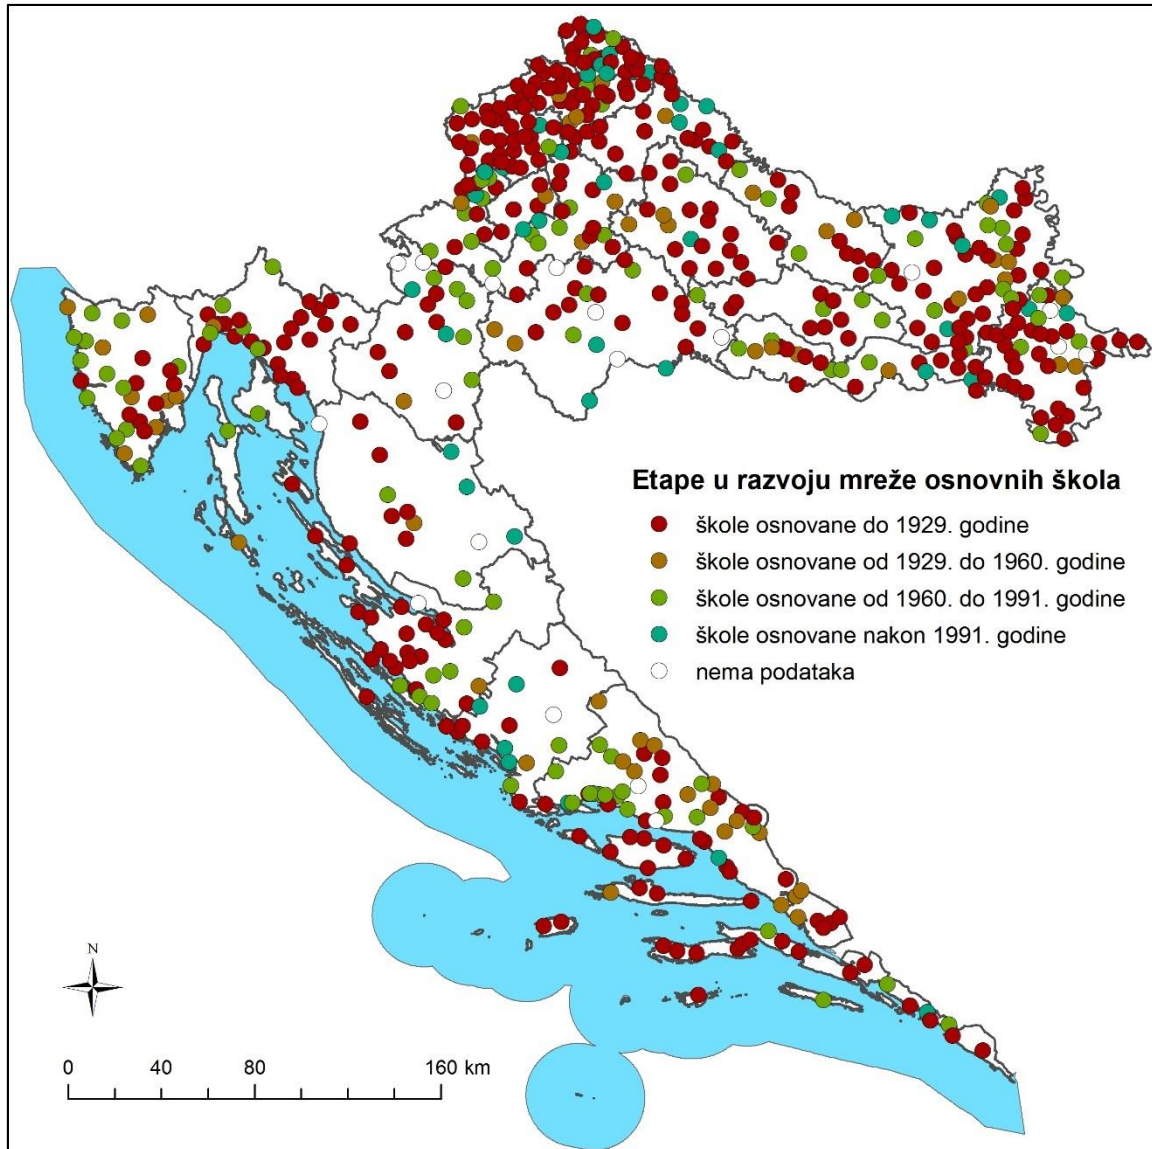 Etape u razvoju mreže osnovnih škola
škole osnovane do 1929. godine
škole osnovane od 1929. do 1960. godine
škole osnovane od 1960. do 1991. godine
škole osnovane nakon 1991. godine
nema podataka
N
0 40 80 160 km